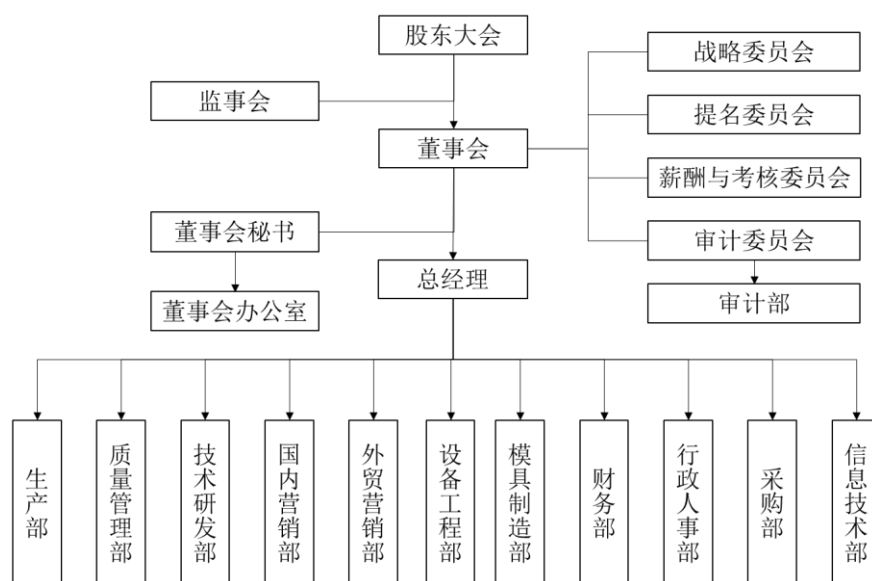 股东大会
战略委员会
监事会
提名委员会
董事会
薪酬与考核委员会
董事会秘书
审计委员会
总经理
董事会办公室
审计部
生产部
质量管理部
技术研发部
国内营销部
外贸营销部
设备工程部
模具制造部
财务部
行政人事部
采购部
信息技术部